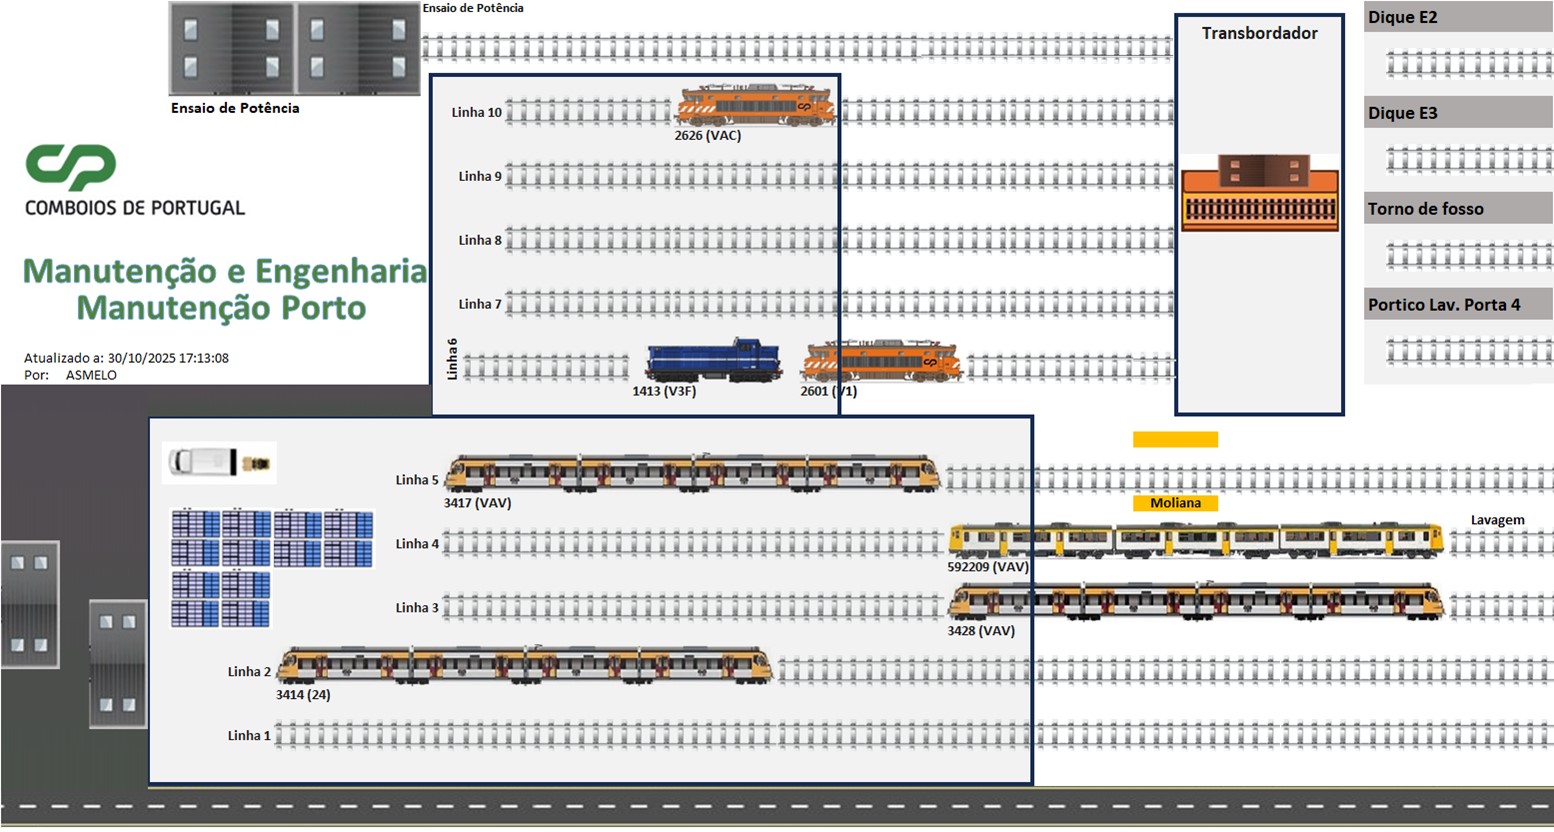 Ensaio de Potência
Ensaio de Potência
Transbordador
Dique E2
Dique E3
Torno de fosso
Portico Lav. Porta 4
CP
COMBOIOS DE PORTUGAL
Manutenção e Engenharia
Manutenção Porto
Atualizado a: 30/10/2025 17:13:08
Por: ASMELO
Linha 10
2626 (VAC)
Linha 9
Linha 8
Linha 7
Linha 6
1413 (V3F)
2601 (V1)
Linha 5
3417 (VAV)
Moliana
Lavagem
Linha 4
592209 (VAV)
Linha 3
3428 (VAV)
Linha 2
3414 (24)
Linha 1